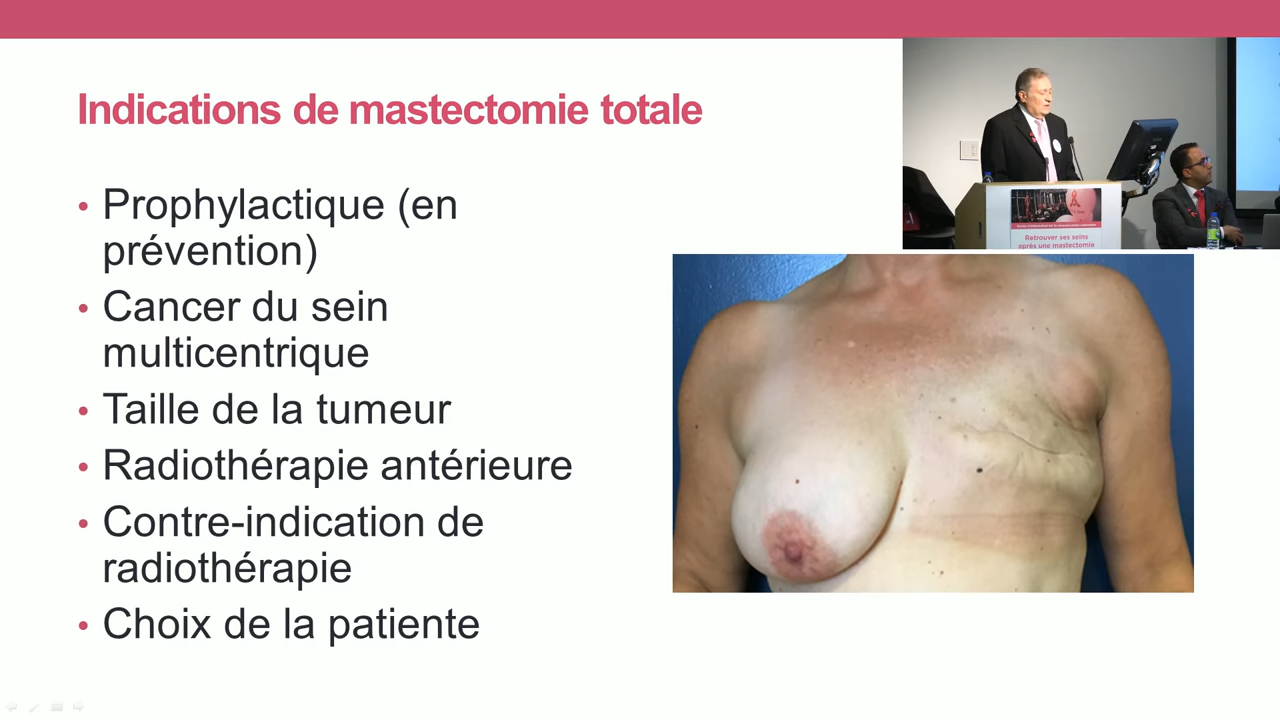 Indications de mastectomie totale
• Prophylactique (en
prévention)
• Cancer du sein
multicentrique
• Taille de la tumeur
• Radiothérapie antérieure
• Contre-indication de
radiothérapie
• Choix de la patiente
Retrouver ses seins
après une mastectomie